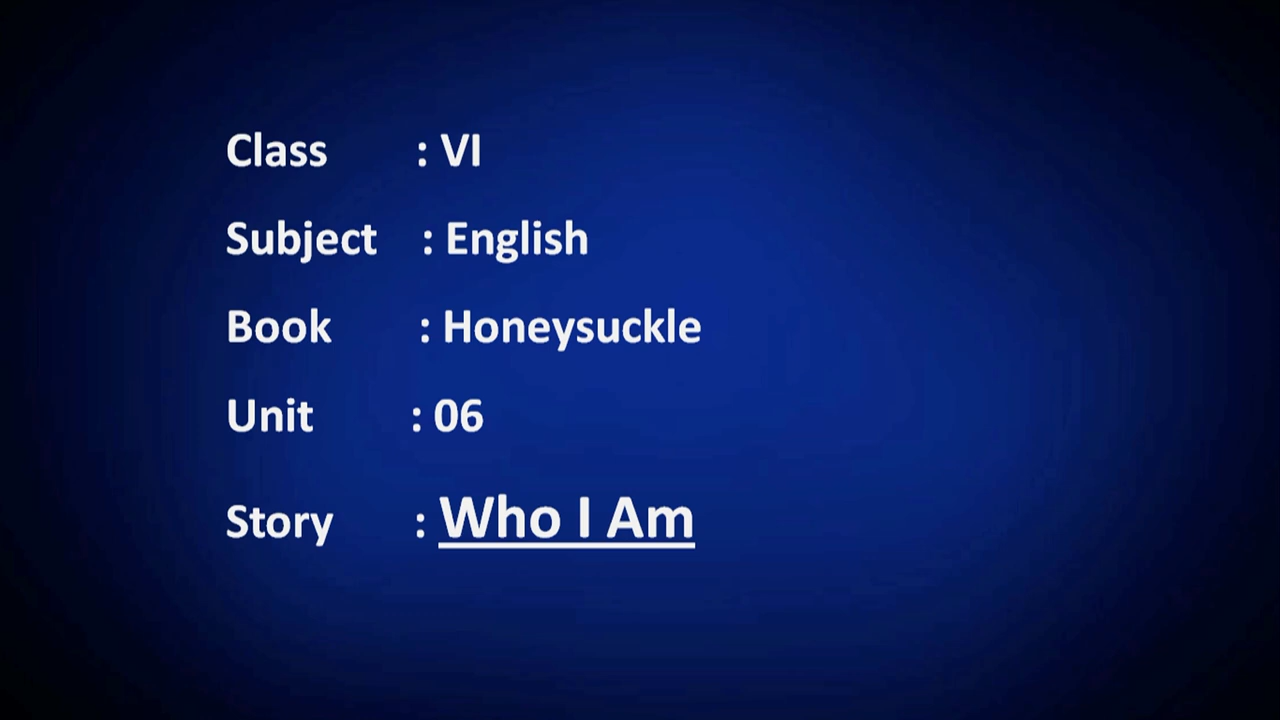 Class : VI
Subject : English
Book : Honeysuckle
Unit : 06
Story : Who I Am